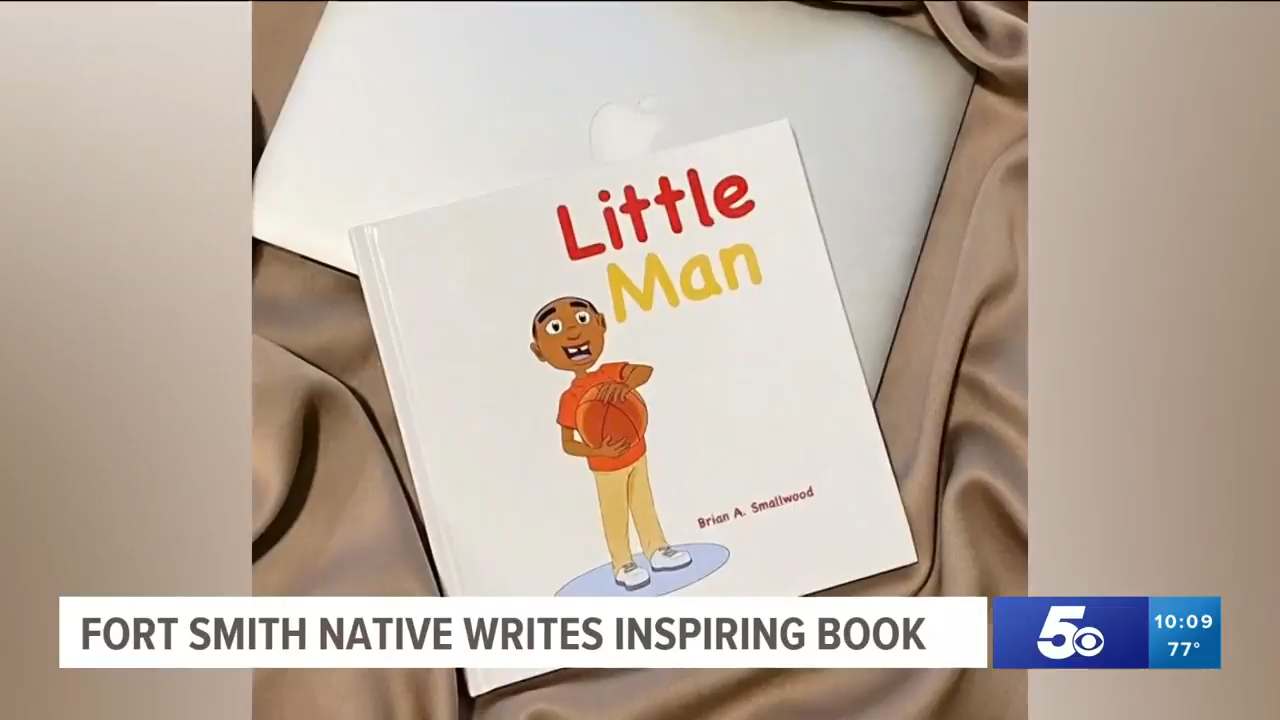 Little
Man
Brian A. Smallwood
FORT SMITH NATIVE WRITES INSPIRING BOOK
5
10:09
77°